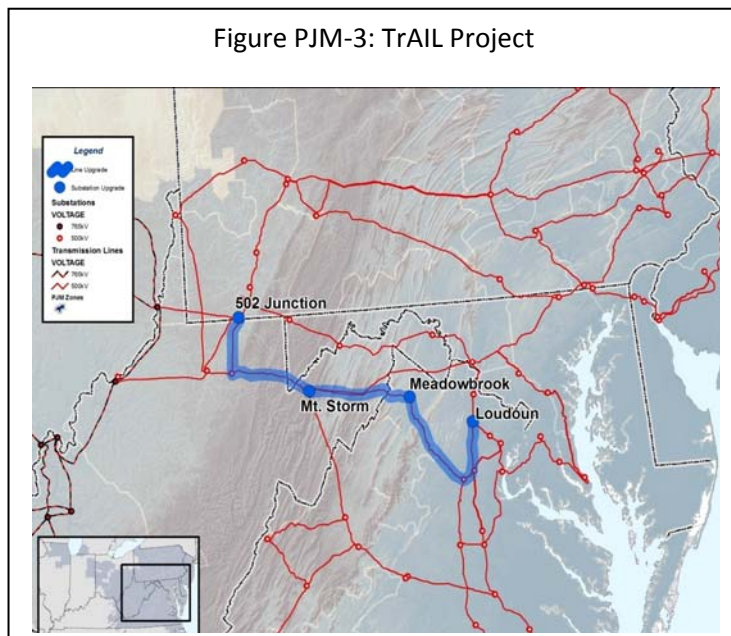 Figure PJM-3: TrAIL Project
Legend
Line Upgrade
Substation Upgrade
Substations
VOLTAGE
765kV
500kV
Transmission Lines
VOLTAGE
765kV
500kV
PJM Zones
502 Junction
Mt. Storm
Meadowbrook
Loudoun